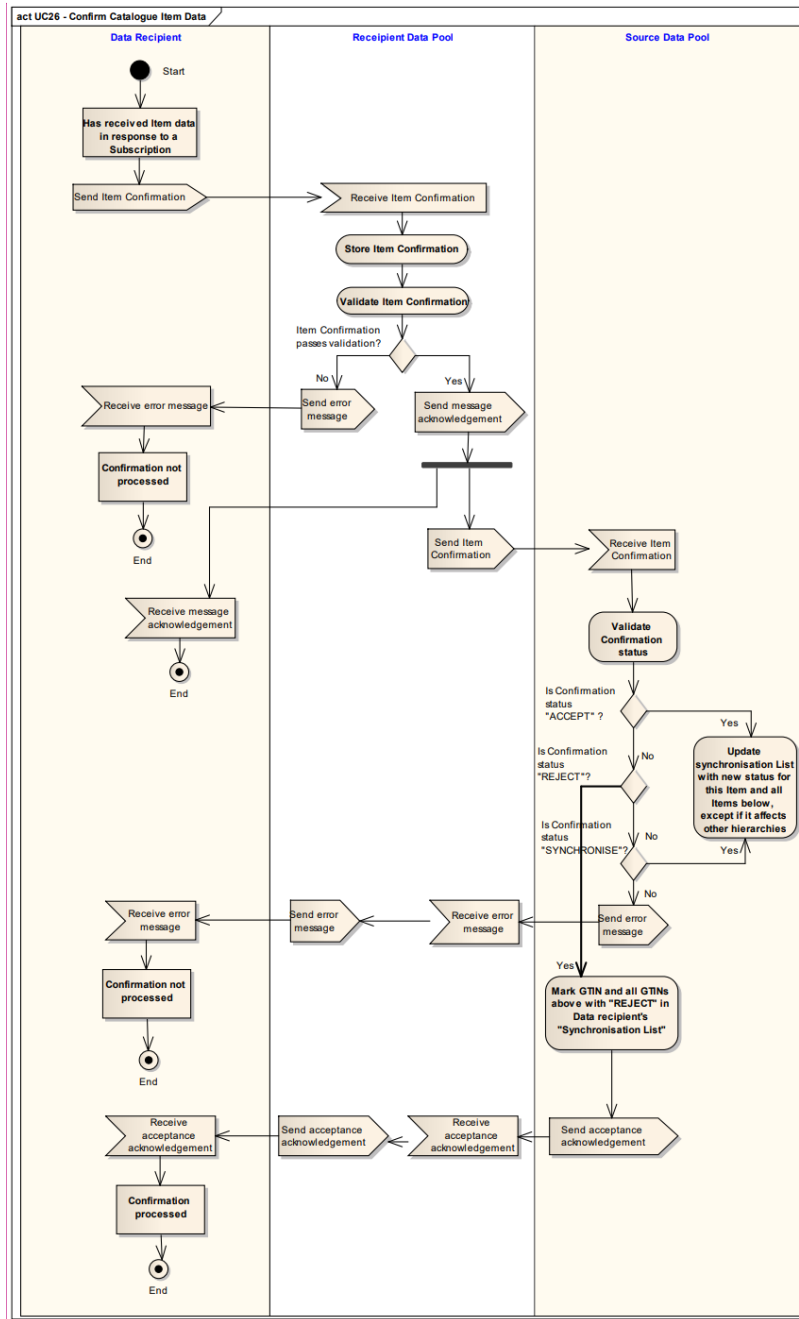 act UC26 - Confirm Catalogue Item Data
Data Recipient
Receipient Data Pool
Source Data Pool
Start
Has received Item data
in response to a
Subscription
Send Item Confirmation
Receive Item Confirmation
Store Item Confirmation
Validate Item Confirmation
Item Confirmation
passes validation?
No
Yes
Receive error message
Send error
message
Send message
acknowledgement
Confirmation not
processed
End
Send Item
Confirmation
Receive Item
Confirmation
Receive message
acknowledgement
End
Validate
Confirmation
status
Is Confirmation
status
"ACCEPT" ?
Yes
Is Confirmation
status
"REJECT"?
No
Update
synchronisation List
with new status for
this Item and all
Items below,
except if it affects
other hierarchies
Is Confirmation
status
"SYNCHRONISE"?
No
Yes
No
Receive error
message
Send error
message
Receive error
message
Send error
message
Yes
Confirmation not
processed
End
Mark GTIN and all GTINs
above with "REJECT" in
Data recipient's
"Synchronisation List"
Receive
acceptance
acknowledgement
Send acceptance
acknowledgement
Receive
acceptance
acknowledgement
Send acceptance
acknowledgement
Confirmation
processed
End